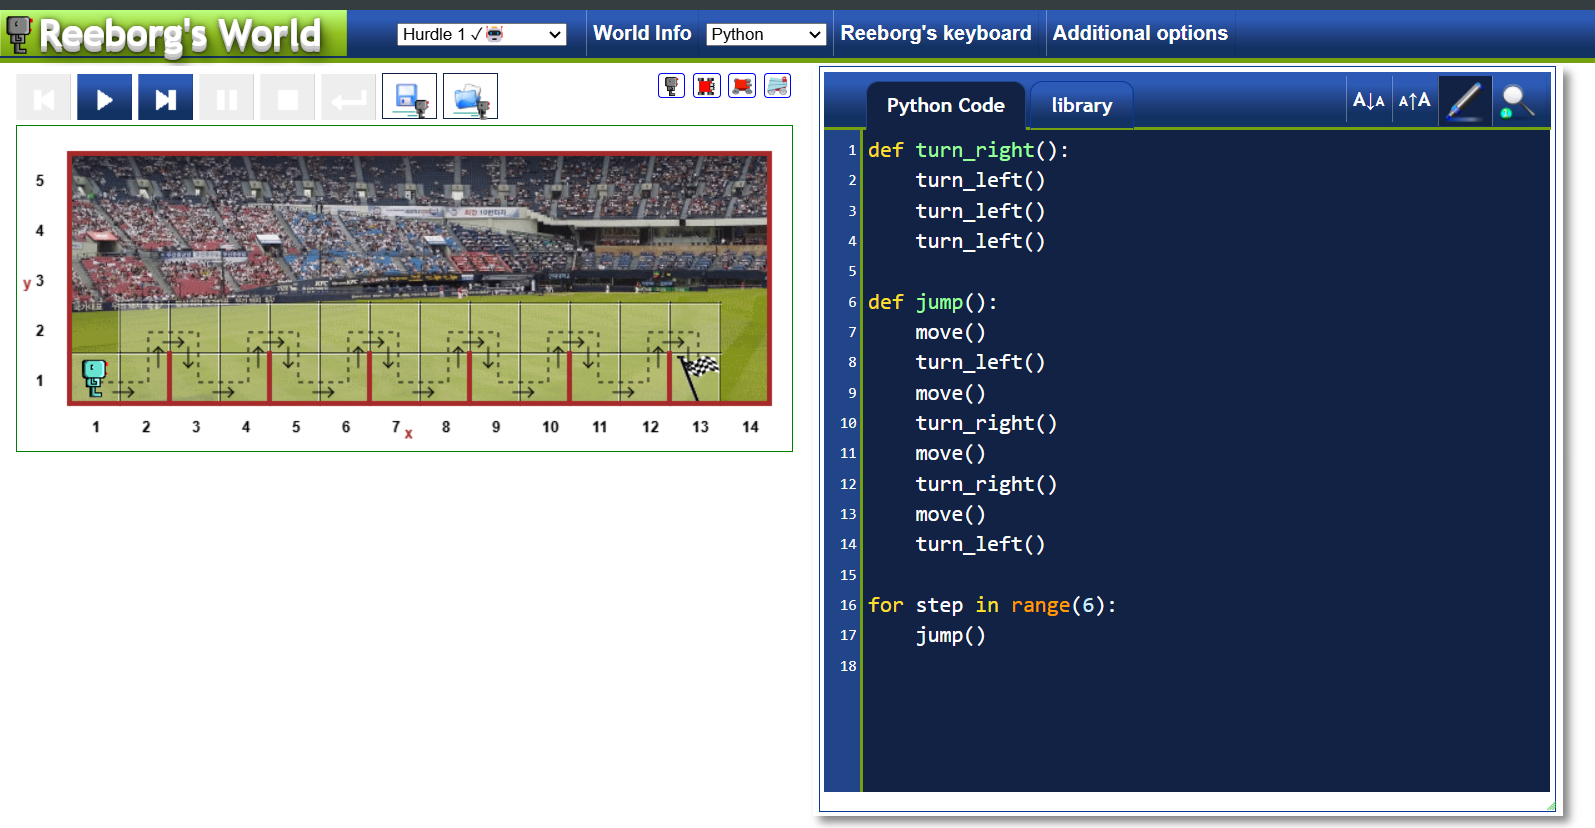 Reeborg's World
Hurdle 1 ✓🤖
World Info
Python
Reeborg's keyboard
Additional options
Python Code
library
A↓A
A↑A
5
4
y 3
2
1
1 2 3 4 5 6 7 x 8 9 10 11 12 13 14
1 def turn_right():
2     turn_left()
3     turn_left()
4     turn_left()
5
6 def jump():
7     move()
8     turn_left()
9     move()
10     turn_right()
11     move()
12     turn_right()
13     move()
14     turn_left()
15
16 for step in range(6):
17     jump()
18